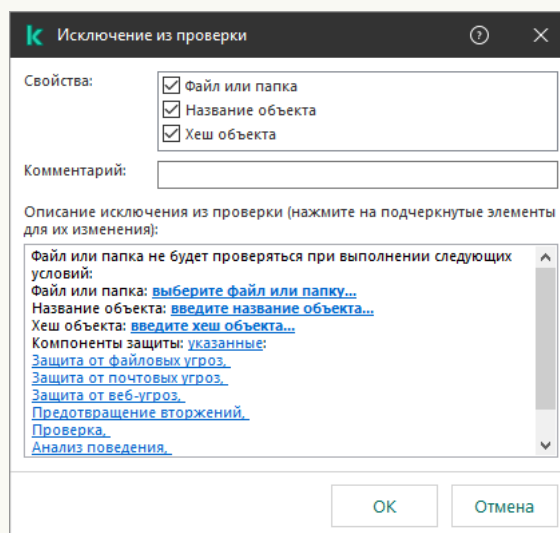 Исключение из проверки
Свойства:
Файл или папка
Название объекта
Хеш объекта
Комментарий:
Описание исключения из проверки (нажмите на подчеркнутые элементы
для их изменения):
Файл или папка не будет проверяться при выполнении следующих
условий:
Файл или папка: выберите файл или папку...
Название объекта: введите название объекта...
Хеш объекта: введите хеш объекта...
Компоненты защиты: указанные:
Защита от файловых угроз,
Защита от почтовых угроз,
Защита от веб-угроз,
Предотвращение вторжений,
Проверка,
Анализ поведения,
ОК
Отмена